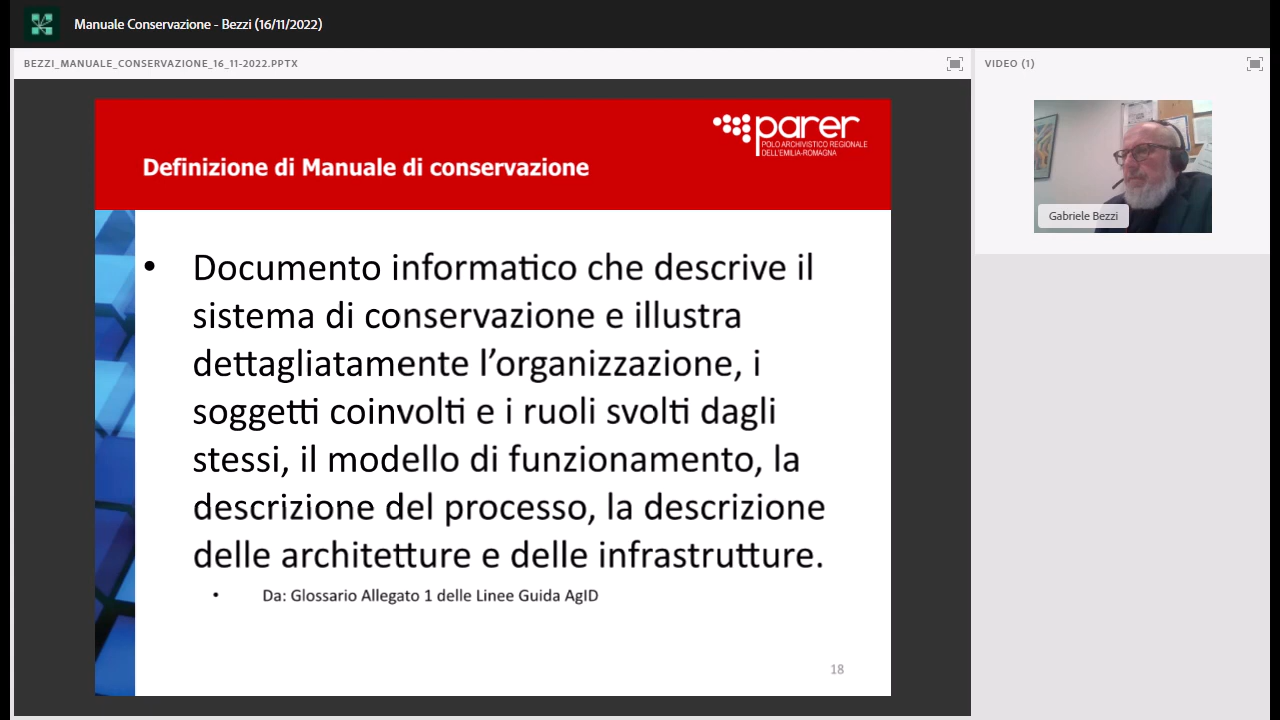 Manuale Conservazione - Bezzi (16/11/2022)
BEZZI_MANUALE_CONSERVAZIONE_16_11-2022.PPTX
VIDEO (1)
parer
POLO ARCHIVISTICO REGIONALE
DELL'EMILIA-ROMAGNA
Definizione di Manuale di conservazione
• Documento informatico che descrive il
sistema di conservazione e illustra
dettagliatamente l’organizzazione, i
soggetti coinvolti e i ruoli svolti dagli
stessi, il modello di funzionamento, la
descrizione del processo, la descrizione
delle architetture e delle infrastrutture.
• Da: Glossario Allegato 1 delle Linee Guida AgID
18
Gabriele Bezzi